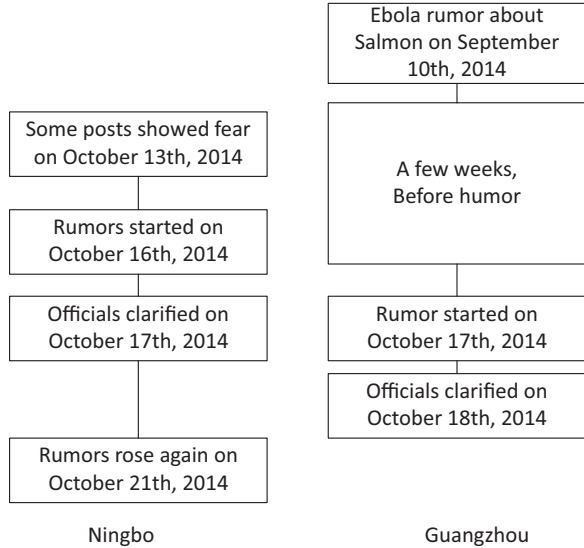 Some posts showed fear
on October 13th, 2014
Rumors started on
October 16th, 2014
Officials clarified on
October 17th, 2014
Rumors rose again on
October 21th, 2014
Ningbo
Ebola rumor about
Salmon on September
10th, 2014
A few weeks,
Before humor
Rumor started on
October 17th, 2014
Officials clarified on
October 18th, 2014
Guangzhou